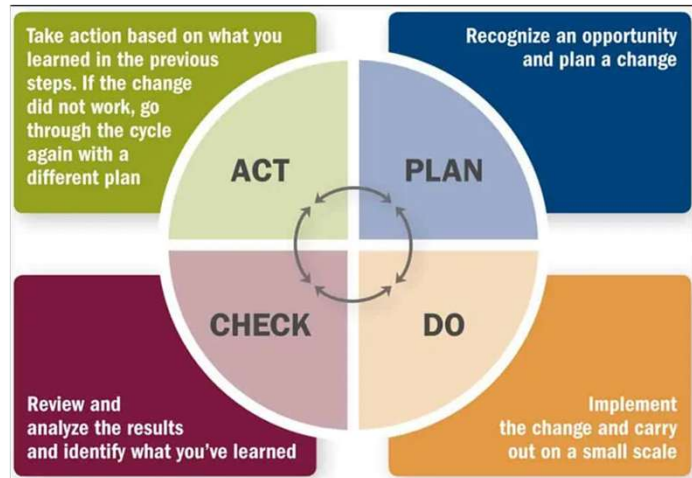 Take action based on what you
learned in the previous
steps. If the change
did not work, go
through the cycle
again with a
different plan
Recognize an opportunity
and plan a change
ACT
PLAN
CHECK
DO
Review and
analyze the results
and identify what you've learned
Implement
the change and carry
out on a small scale